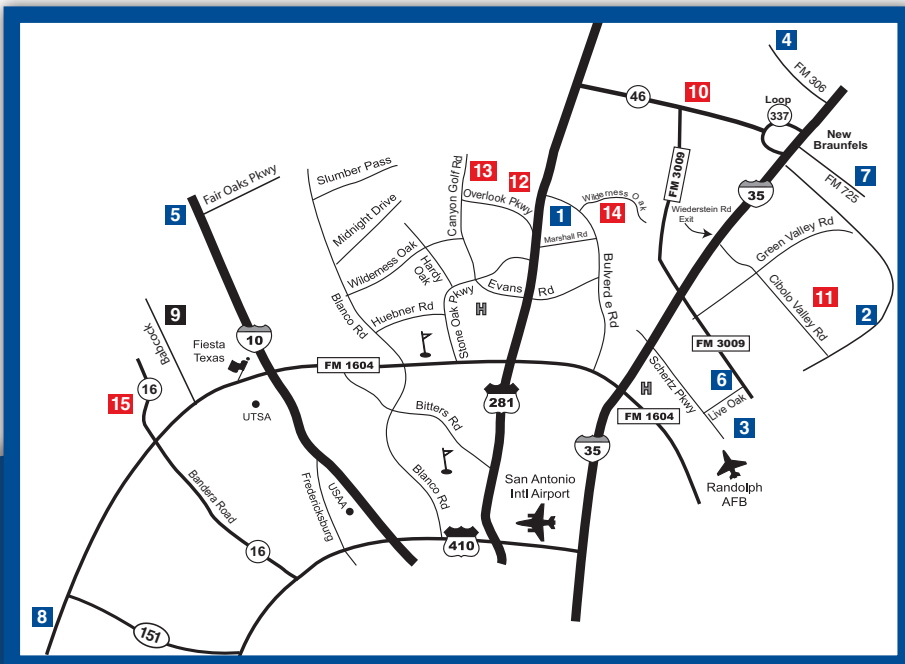 4
FM 306
46
10
Loop
337
New
Braunfels
7
FM 725
Slumber Pass
Canyon Golf Rd
13
12
Overlook Pkwy
Fair Oaks Pkwy
5
1
Wilderness Oak
14
FM 3009
35
Wiederstein Rd
Exit
Midnight Drive
Marshall Rd
Green Valley Rd
Wilderness Oak
Hardy
Oak
Evans Rd
Bulverde Rd
Cibolo Valley Rd
11
2
Blanco Rd
Huebner Rd
Stone Oak Pkwy
H
9
Babcock
Fiesta
Texas
10
FM 1604
FM 3009
Schertz Pkwy
6
16
15
UTSA
281
H
FM 1604
Live Oak
3
Bitters Rd
35
Bandera Road
Fredericksburg
USAA
Blanco Rd
San Antonio
Intl Airport
Randolph
AFB
16
410
8
151